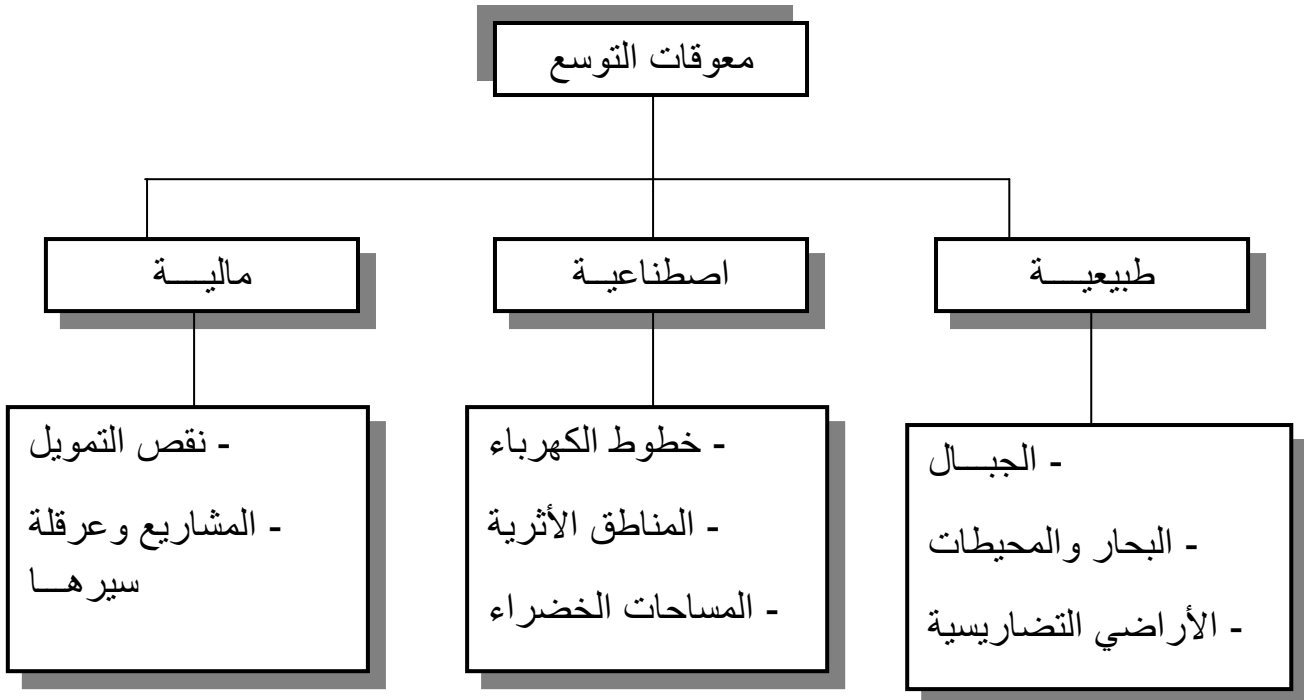 معوقات التوسع
طبيعيـــة
اصطناعيــة
ماليـــة
- الجبـــال
- البحار والمحيطات
- الأراضي التضاريسية
- خطوط الكهرباء
- المناطق الأثرية
- المساحات الخضراء
- نقص التمويل
- المشاريع وعرقلة
سيرهـــا